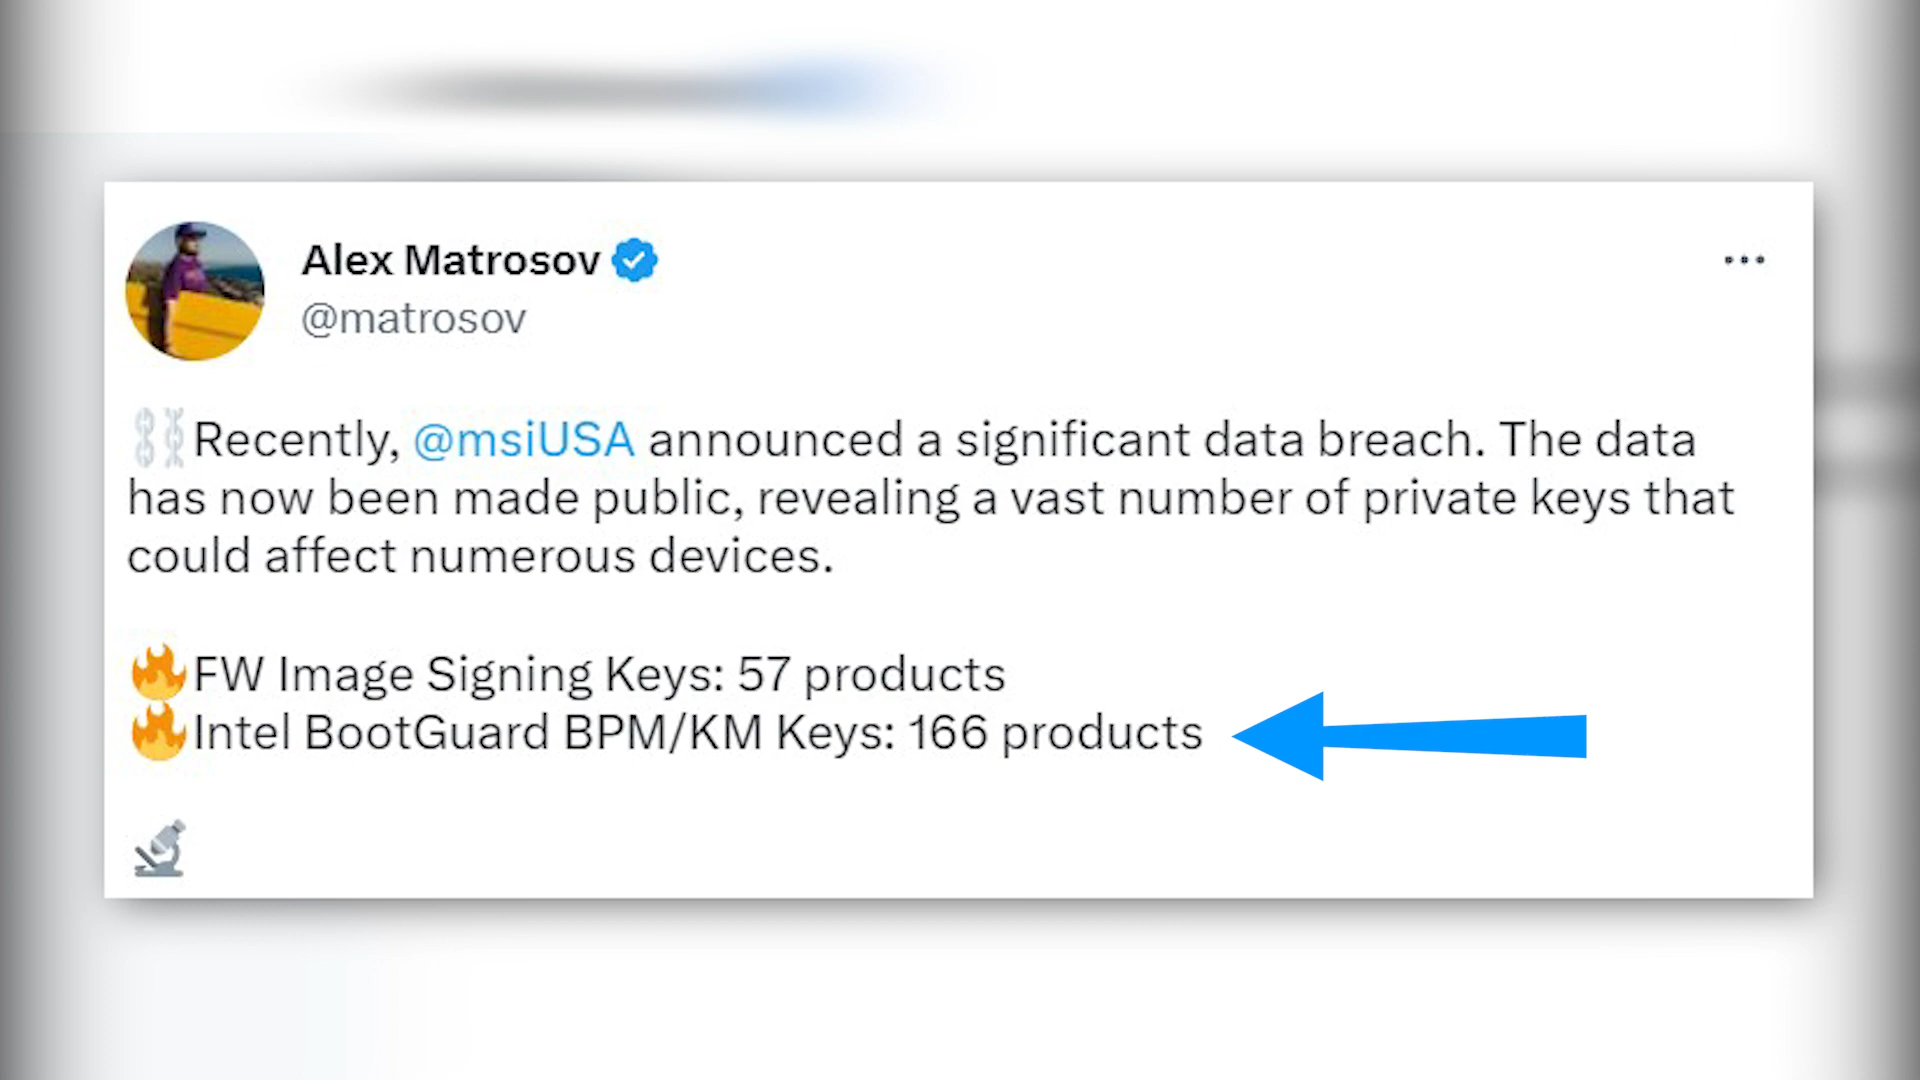 Alex Matrosov
@matrosov
Recently, @msiUSA announced a significant data breach. The data
has now been made public, revealing a vast number of private keys that
could affect numerous devices.
FW Image Signing Keys: 57 products
Intel BootGuard BPM/KM Keys: 166 products